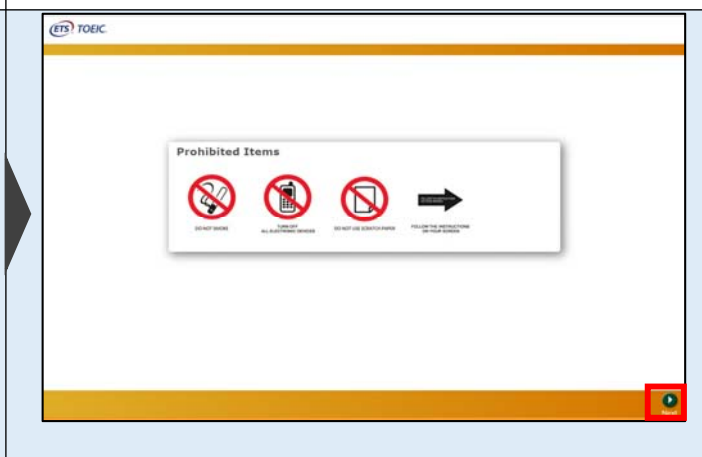 ETS TOEIC
Prohibited Items
DO NOT SMOKE
TURN OFF
ALL ELECTRONIC DEVICES
DO NOT USE SCRATCH PAPER
FOLLOW THE INSTRUCTIONS
ON YOUR SCREEN
Next